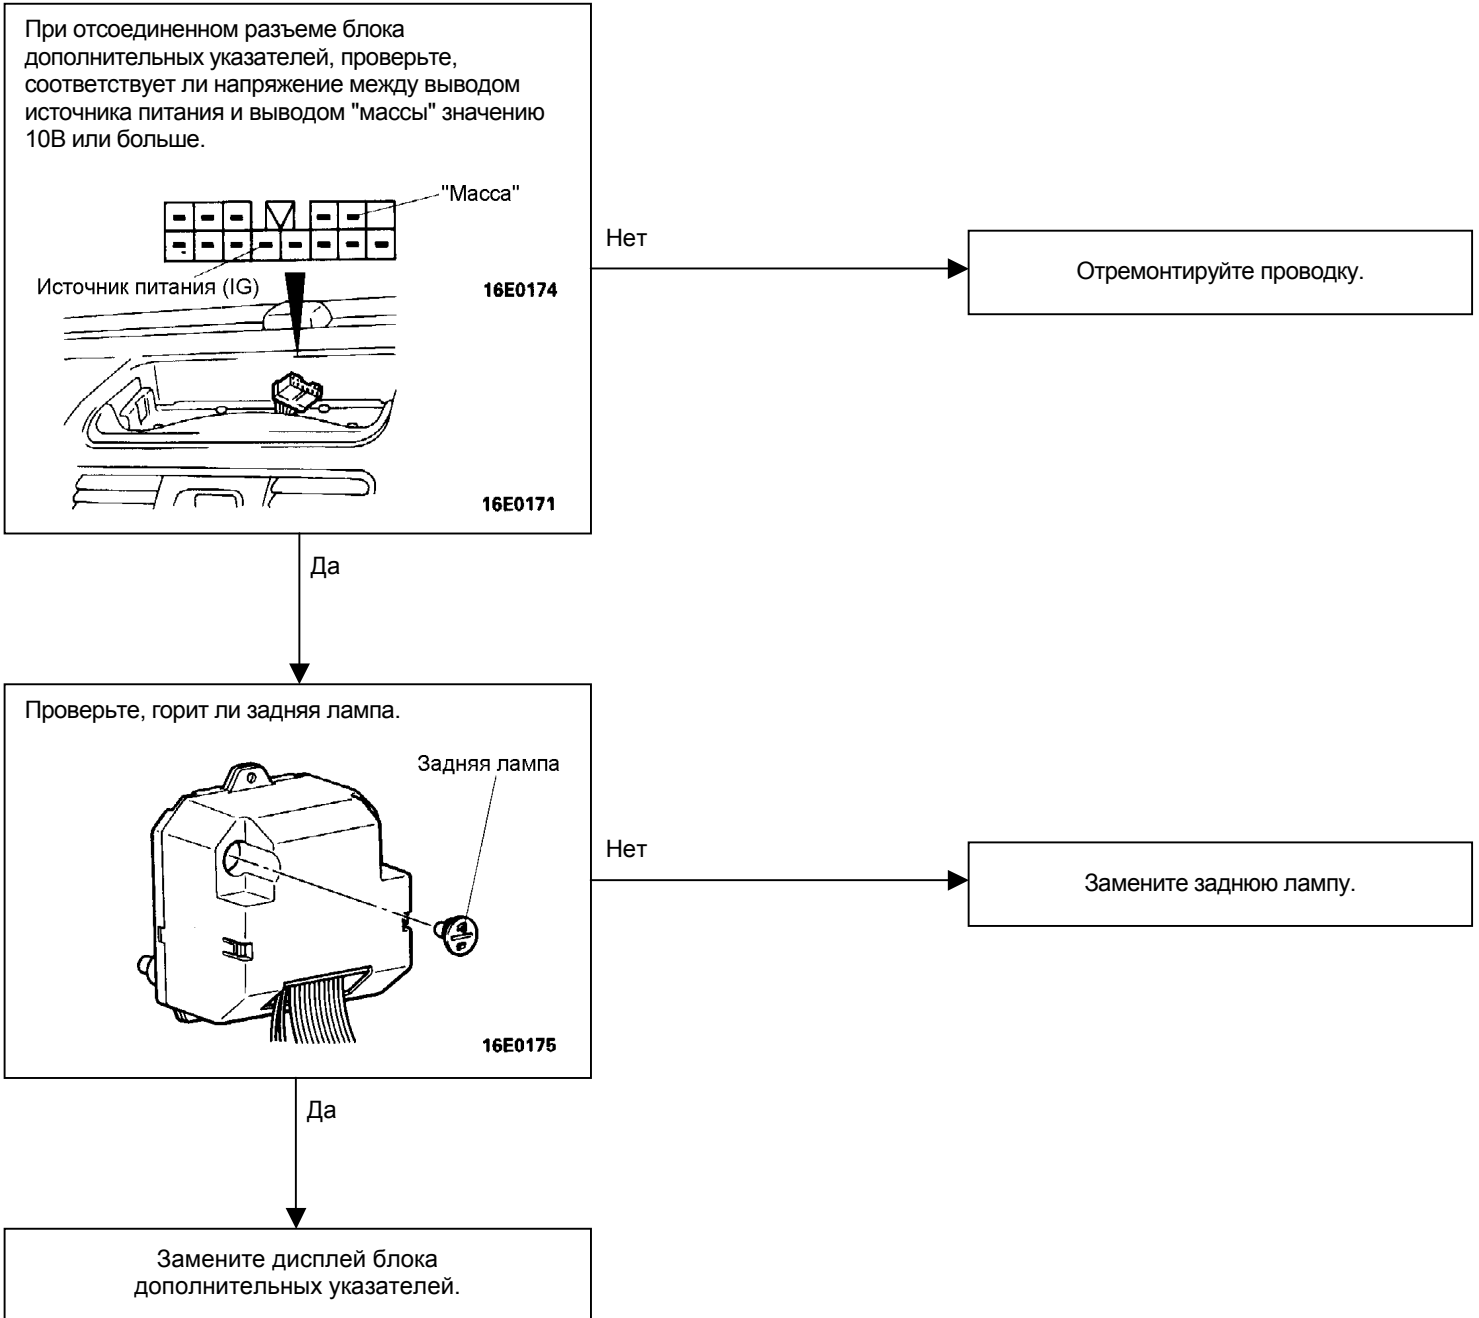 При отсоединенном разъеме блока
дополнительных указателей, проверьте,
соответствует ли напряжение между выводом
источника питания и выводом "массы" значению
10В или больше.
"Масса"
Источник питания (IG)
16E0174
16E0171
Нет
Отремонтируйте проводку.
Да
Проверьте, горит ли задняя лампа.
Задняя лампа
16E0175
Нет
Замените заднюю лампу.
Да
Замените дисплей блока
дополнительных указателей.